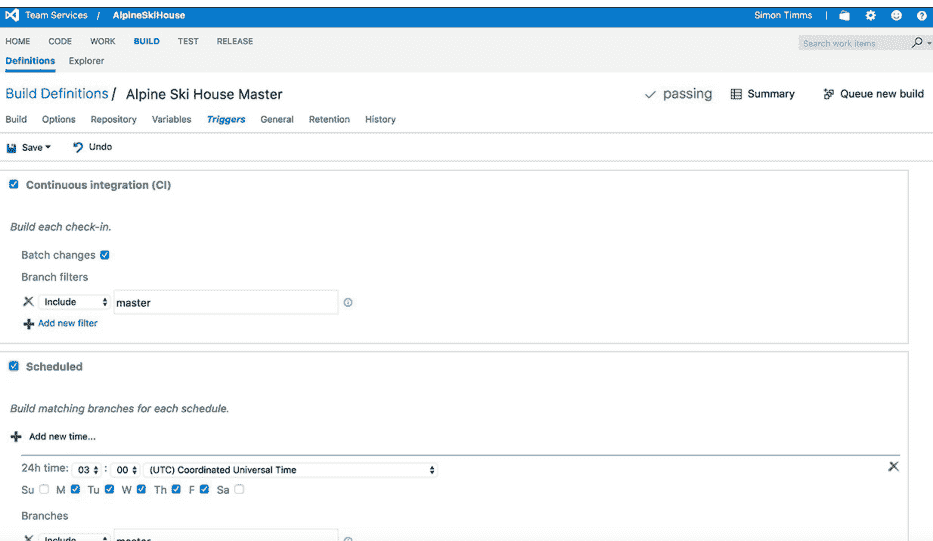 Team Services / AlpineSkiHouse Simon Timms | ?
HOME CODE WORK BUILD TEST RELEASE Search work items
Definitions Explorer
Build Definitions / Alpine Ski House Master passing Summary Queue new build
Build Options Repository Variables Triggers General Retention History
Save Undo
Continuous integration (CI)
Build each check-in.
Batch changes
Branch filters
Include master
Add new filter
Scheduled
Build matching branches for each schedule.
Add new time...
24h time: 03 : 00 (UTC) Coordinated Universal Time
Su M Tu W Th F Sa
Branches
Include master